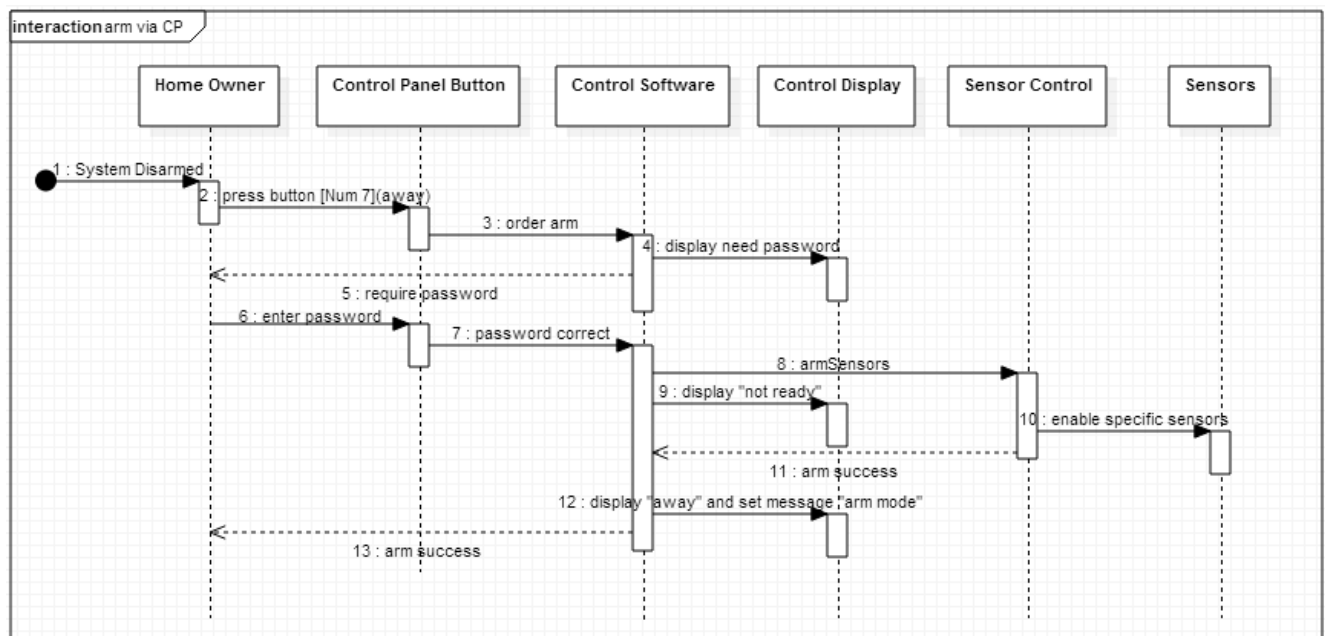 interaction arm via CP
Home Owner
Control Panel Button
Control Software
Control Display
Sensor Control
Sensors
1 : System Disarmed
2 : press button [Num 7](away)
3 : order arm
4 : display need password
5 : require password
6 : enter password
7 : password correct
8 : armSensors
9 : display "not ready"
10 : enable specific sensors
11 : arm success
12 : display "away" and set message "arm mode"
13 : arm success